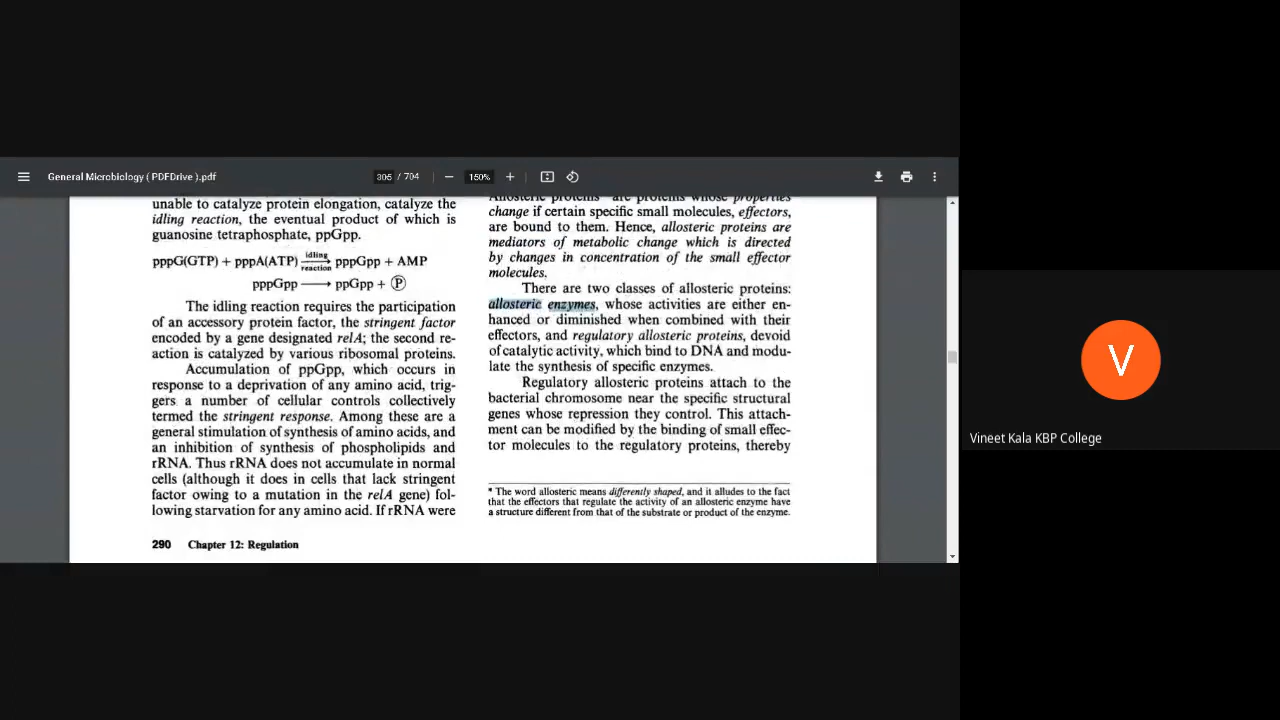 General Microbiology ( PDFDrive ).pdf
305 / 704
150%
unable to catalyze protein elongation, catalyze the
idling reaction, the eventual product of which is
guanosine tetraphosphate, ppGpp.
pppG(GTP) + pppA(ATP) idling reaction pppGpp + AMP
pppGpp ⟶ ppGpp + Ⓟ
The idling reaction requires the participation
of an accessory protein factor, the stringent factor
encoded by a gene designated relA; the second re-
action is catalyzed by various ribosomal proteins.
Accumulation of ppGpp, which occurs in
response to a deprivation of any amino acid, trig-
gers a number of cellular controls collectively
termed the stringent response. Among these are a
general stimulation of synthesis of amino acids, and
an inhibition of synthesis of phospholipids and
rRNA. Thus rRNA does not accumulate in normal
cells (although it does in cells that lack stringent
factor owing to a mutation in the relA gene) fol-
lowing starvation for any amino acid. If rRNA were
290 Chapter 12: Regulation
Allosteric proteins* are proteins whose properties
change if certain specific small molecules, effectors,
are bound to them. Hence, allosteric proteins are
mediators of metabolic change which is directed
by changes in concentration of the small effector
molecules.
There are two classes of allosteric proteins:
allosteric enzymes, whose activities are either en-
hanced or diminished when combined with their
effectors, and regulatory allosteric proteins, devoid
of catalytic activity, which bind to DNA and modu-
late the synthesis of specific enzymes.
Regulatory allosteric proteins attach to the
bacterial chromosome near the specific structural
genes whose repression they control. This attach-
ment can be modified by the binding of small effec-
tor molecules to the regulatory proteins, thereby
* The word allosteric means differently shaped, and it alludes to the fact
that the effectors that regulate the activity of an allosteric enzyme have
a structure different from that of the substrate or product of the enzyme.
V
Vineet Kala KBP College